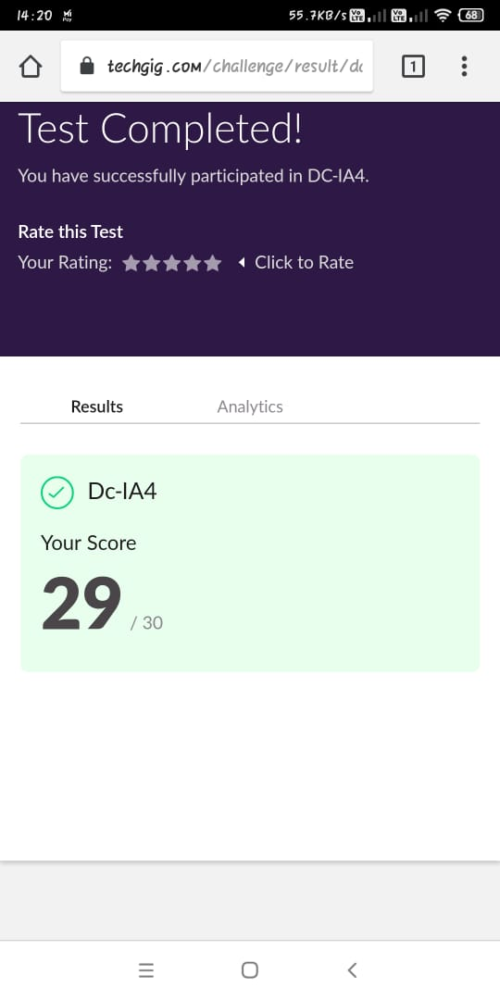 14:20 Mi Pay 55.7KB/s Vo LTE Vo LTE 68
techgig.com/challenge/result/dc 1
Test Completed!
You have successfully participated in DC-IA4.
Rate this Test
Your Rating: Click to Rate
Results Analytics
Dc-IA4
Your Score
29 / 30